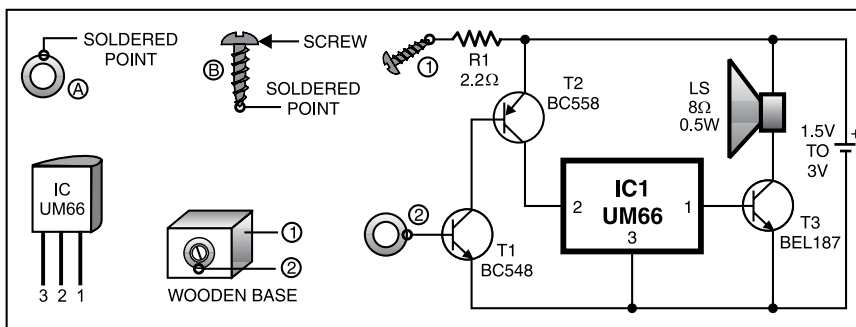 SOLDERED
POINT
A
B
SCREW
SOLDERED
POINT
1
R1
2.2Ω
T2
BC558
LS
8Ω
0.5W
1.5V
TO
3V
+
IC
UM66
3 2 1
1
2
WOODEN BASE
2
T1
BC548
2
IC1
UM66
1
3
T3
BEL187